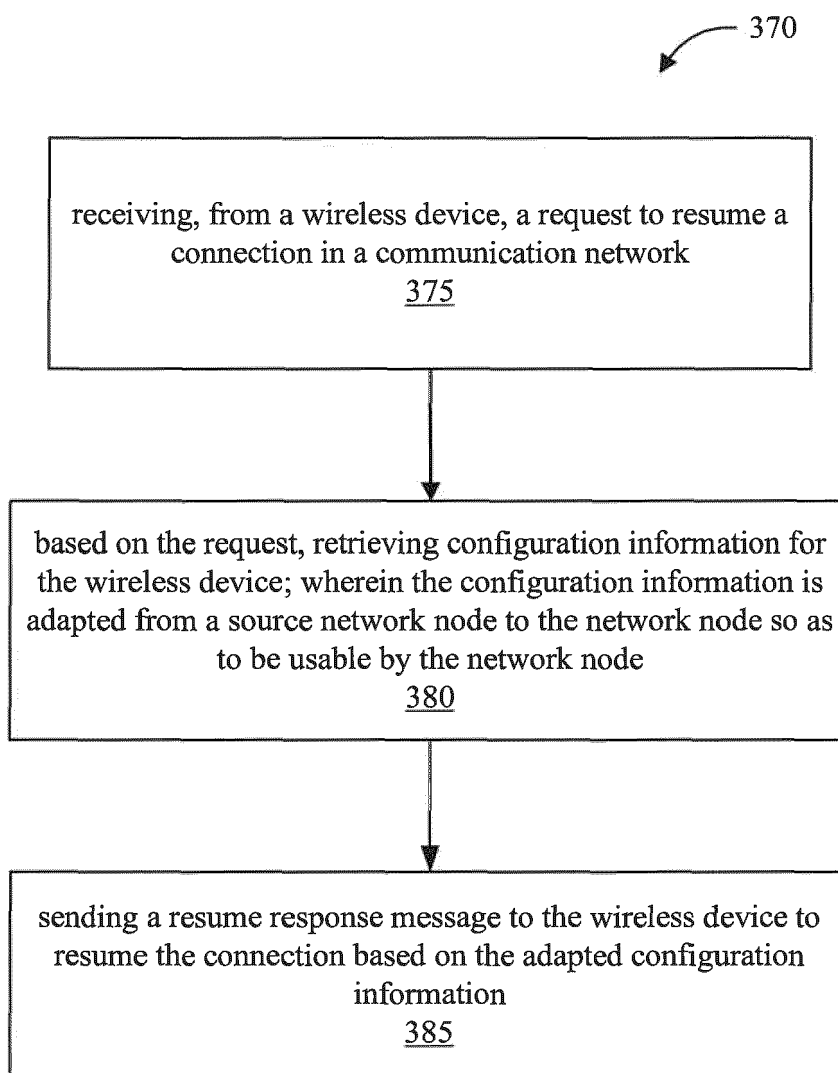 370
receiving, from a wireless device, a request to resume a
connection in a communication network
375
based on the request, retrieving configuration information for
the wireless device; wherein the configuration information is
adapted from a source network node to the network node so as
to be usable by the network node
380
sending a resume response message to the wireless device to
resume the connection based on the adapted configuration
information
385